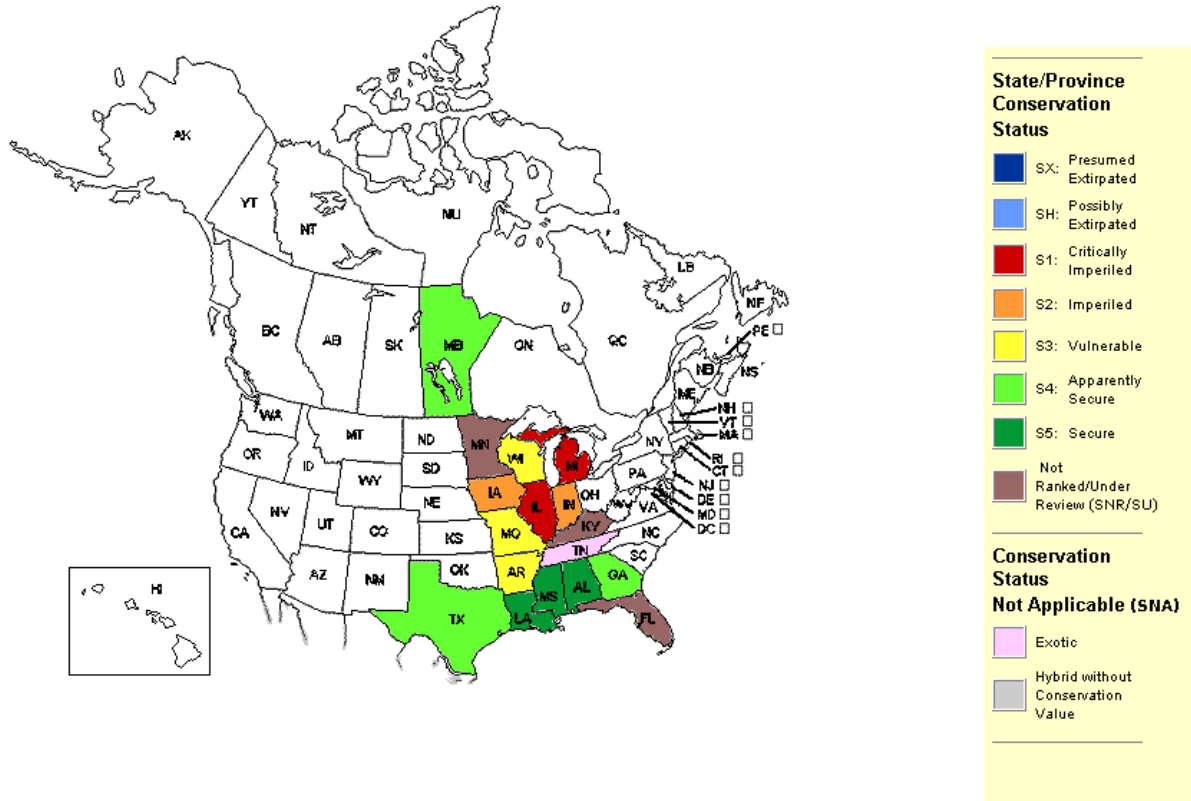 AK
YT
NT
NU
BC
AB
SK
MB
ON
QC
LB
NF
PE
NB
NS
ME
NH
VT
MA
RI
CT
NJ
DE
MD
DC
WA
OR
CA
ID
NV
MT
WY
UT
AZ
CO
NM
ND
SD
NE
KS
OK
TX
MN
IA
MO
AR
LA
WI
IL
MI
IN
OH
KY
TN
MS
AL
GA
FL
SC
NC
VA
WV
PA
NY
HI
State/Province
Conservation
Status
SX: Presumed
Extirpated
SH: Possibly
Extirpated
S1: Critically
Imperiled
S2: Imperiled
S3: Vulnerable
S4: Apparently
Secure
S5: Secure
Not
Ranked/Under
Review (SNR/SU)
Conservation
Status
Not Applicable (SNA)
Exotic
Hybrid without
Conservation
Value